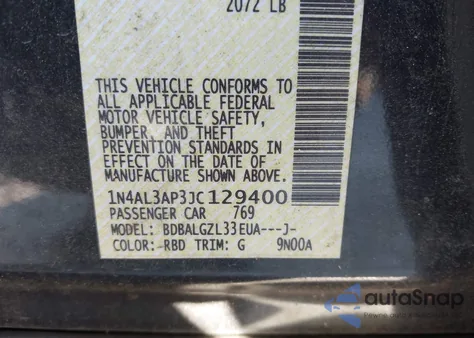 2072 LB
THIS VEHICLE CONFORMS TO
ALL APPLICABLE FEDERAL
MOTOR VEHICLE SAFETY,
BUMPER, AND THEFT
PREVENTION STANDARDS IN
EFFECT ON THE DATE OF
MANUFACTURE SHOWN ABOVE.
1N4AL3AP3JC129400
PASSENGER CAR 769
MODEL: BDBALGZL33EUA---J-
COLOR:-RBD TRIM: G 9N00A
autoSnap